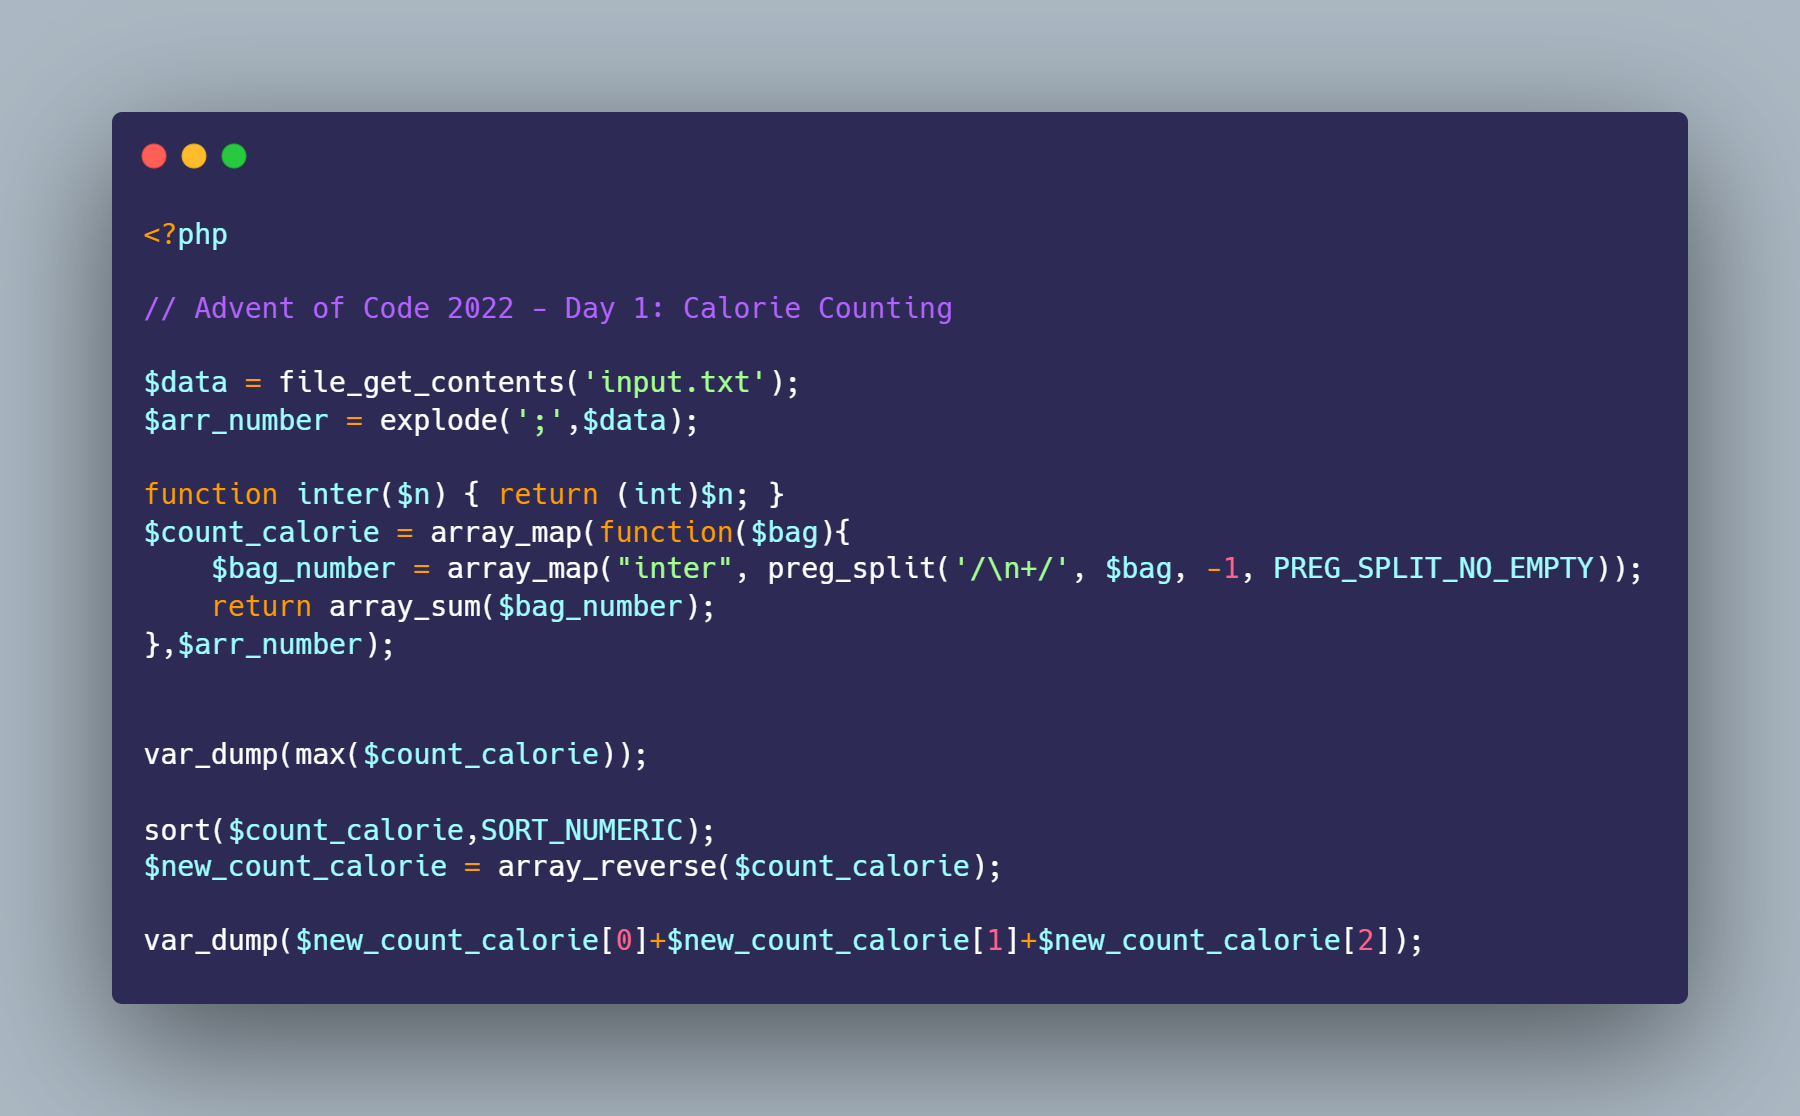 <?php
// Advent of Code 2022 - Day 1: Calorie Counting
$data = file_get_contents('input.txt');
$arr_number = explode(';',$data);
function inter($n) { return (int)$n; }
$count_calorie = array_map(function($bag){
    $bag_number = array_map("inter", preg_split('/\n+/', $bag, -1, PREG_SPLIT_NO_EMPTY));
    return array_sum($bag_number);
},$arr_number);
var_dump(max($count_calorie));
sort($count_calorie,SORT_NUMERIC);
$new_count_calorie = array_reverse($count_calorie);
var_dump($new_count_calorie[0]+$new_count_calorie[1]+$new_count_calorie[2]);